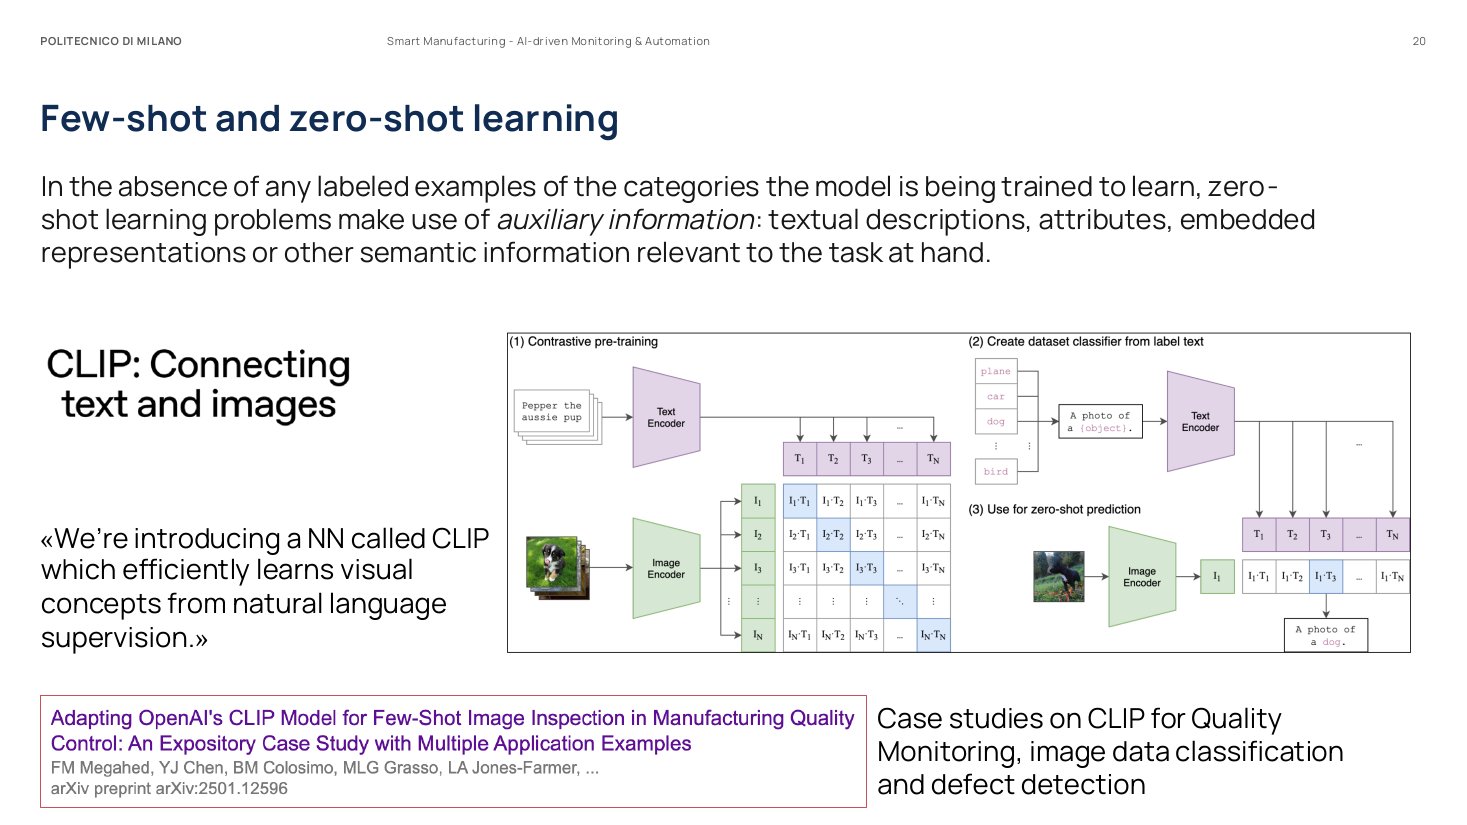 POLITECNICO DI MILANO
Smart Manufacturing - AI-driven Monitoring & Automation
20
Few-shot and zero-shot learning
In the absence of any labeled examples of the categories the model is being trained to learn, zero-
shot learning problems make use of auxiliary information: textual descriptions, attributes, embedded
representations or other semantic information relevant to the task at hand.
CLIP: Connecting
text and images
«We're introducing a NN called CLIP
which efficiently learns visual
concepts from natural language
supervision.»
(1) Contrastive pre-training
Pepper the
aussie pup
Text
Encoder
...
T1 T2 T3 ... TN
Image
Encoder
I1 I1·T1 I1·T2 I1·T3 ... I1·TN
I2 I2·T1 I2·T2 I2·T3 ... I2·TN
I3 I3·T1 I3·T2 I3·T3 ... I3·TN
⋮ ⋮ ⋮ ⋮ ⋮ ⋱ ⋮
IN IN·T1 IN·T2 IN·T3 ... IN·TN
(2) Create dataset classifier from label text
plane
car
dog
⋮ ⋮
bird
A photo of
a {object}.
Text
Encoder
...
(3) Use for zero-shot prediction
Image
Encoder
T1 T2 T3 ... TN
I1 I1·T1 I1·T2 I1·T3 ... I1·TN
A photo of
a dog.
Adapting OpenAI's CLIP Model for Few-Shot Image Inspection in Manufacturing Quality
Control: An Expository Case Study with Multiple Application Examples
FM Megahed, YJ Chen, BM Colosimo, MLG Grasso, LA Jones-Farmer, ...
arXiv preprint arXiv:2501.12596
Case studies on CLIP for Quality
Monitoring, image data classification
and defect detection